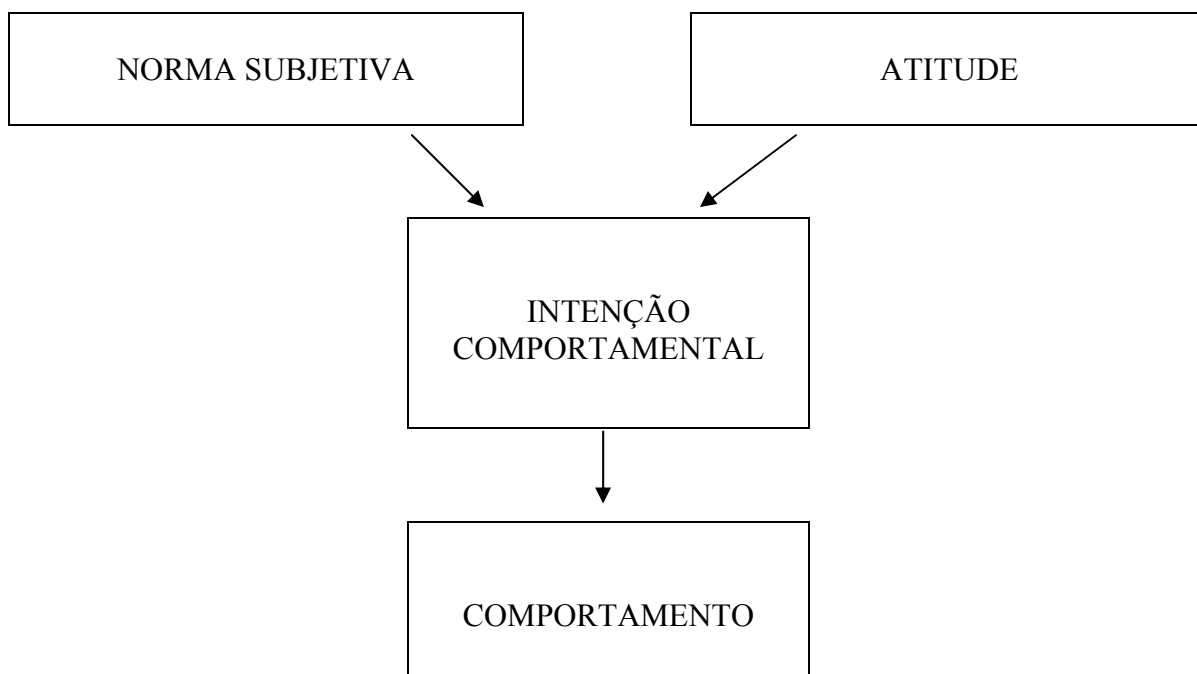 NORMA SUBJETIVA
ATITUDE
INTENÇÃO
COMPORTAMENTAL
COMPORTAMENTO